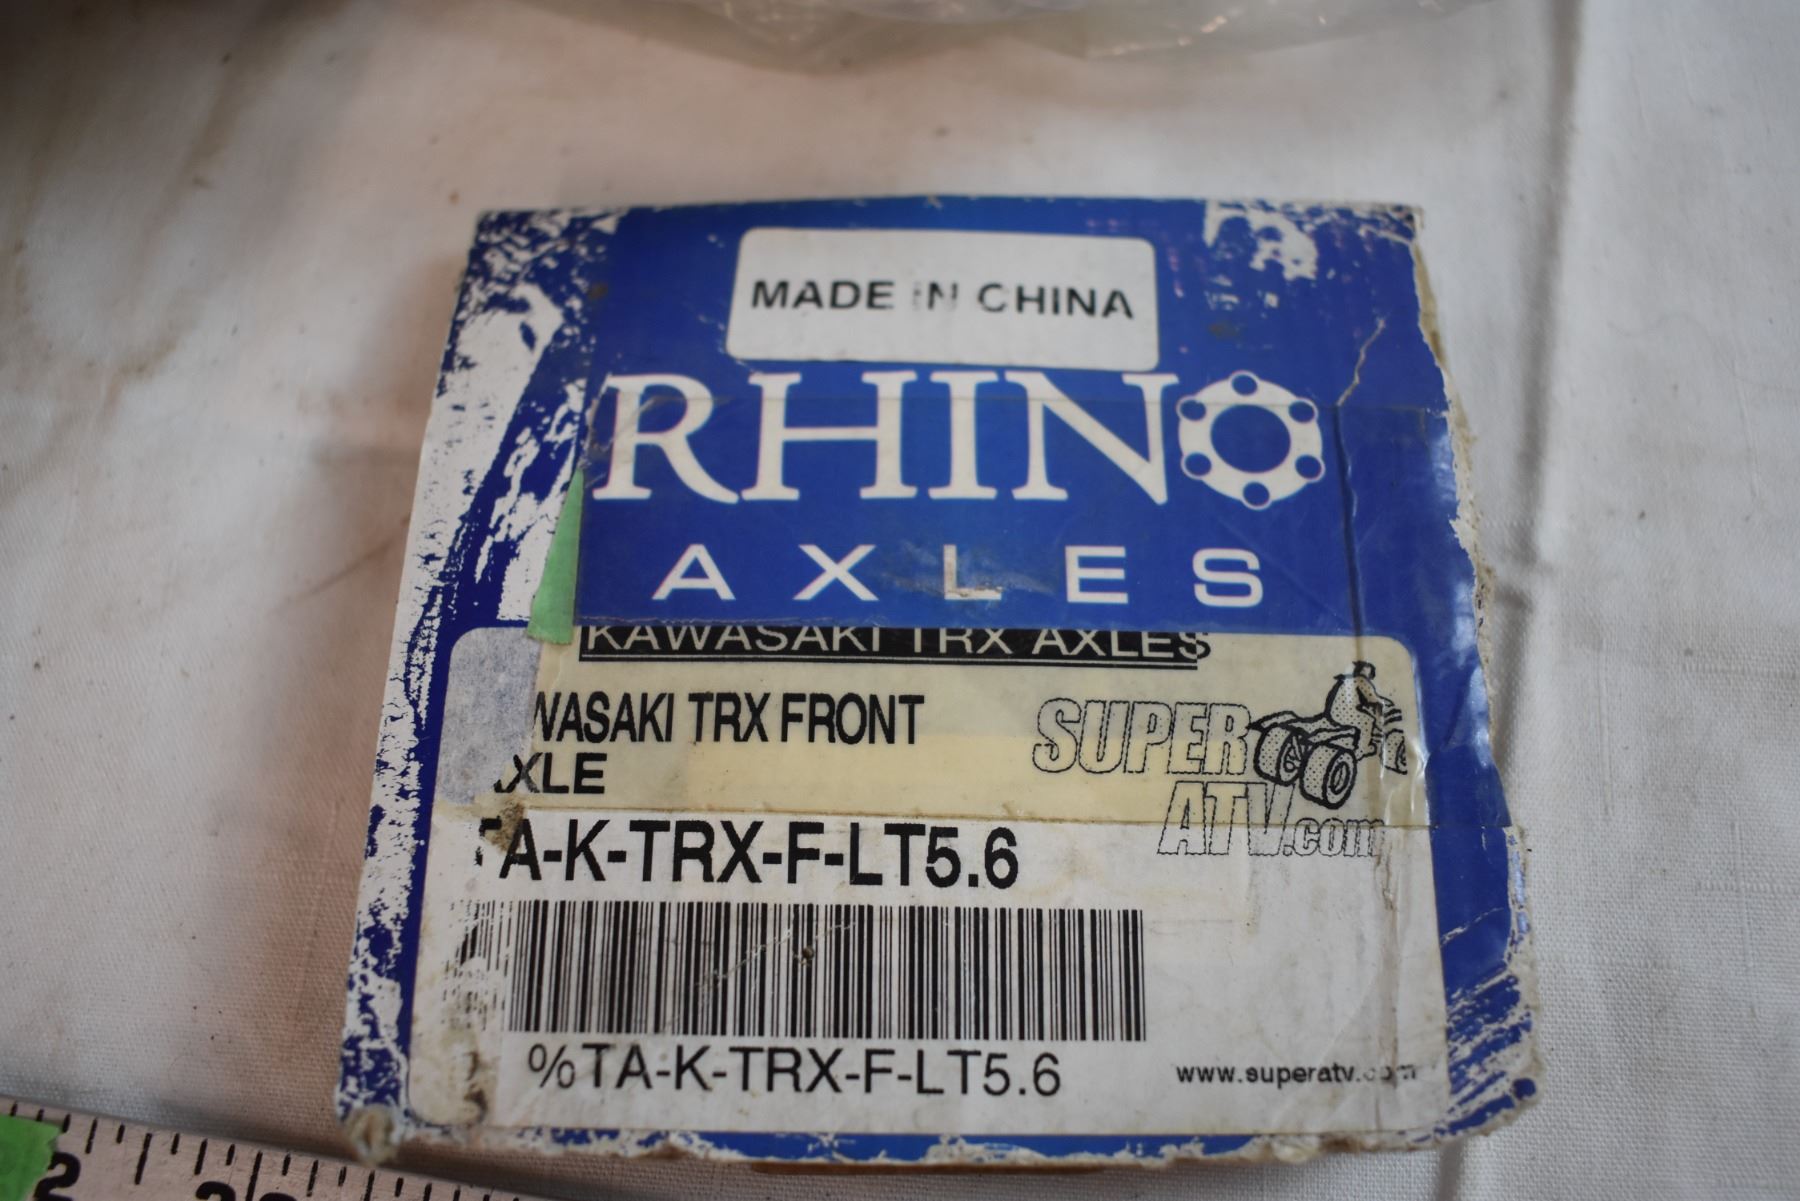 MADE IN CHINA
RHINO
AXLES
KAWASAKI TRX AXLES
WASAKI TRX FRONT
XLE
TA-K-TRX-F-LT5.6
SUPER
ATV.com
%TA-K-TRX-F-LT5.6
www.superatv.com
2